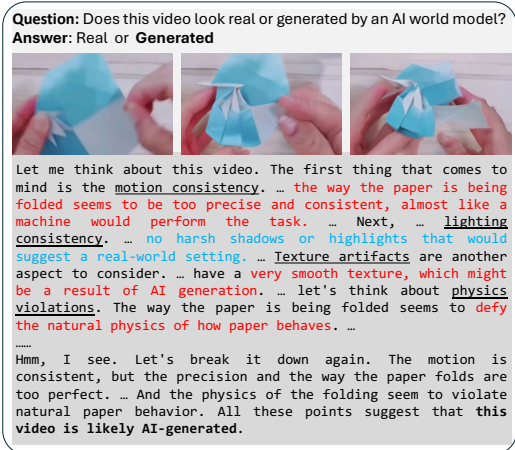 Question: Does this video look real or generated by an AI world model?
Answer: Real or Generated
Let me think about this video. The first thing that comes to
mind is the motion consistency. … the way the paper is being
folded seems to be too precise and consistent, almost like a
machine would perform the task. … Next, … lighting
consistency. … no harsh shadows or highlights that would
suggest a real-world setting. … Texture artifacts are another
aspect to consider. … have a very smooth texture, which might
be a result of AI generation. … let's think about physics
violations. The way the paper is being folded seems to defy
the natural physics of how paper behaves. …
……
Hmm, I see. Let's break it down again. The motion is
consistent, but the precision and the way the paper folds are
too perfect. … And the physics of the folding seem to violate
natural paper behavior. All these points suggest that this
video is likely AI-generated.